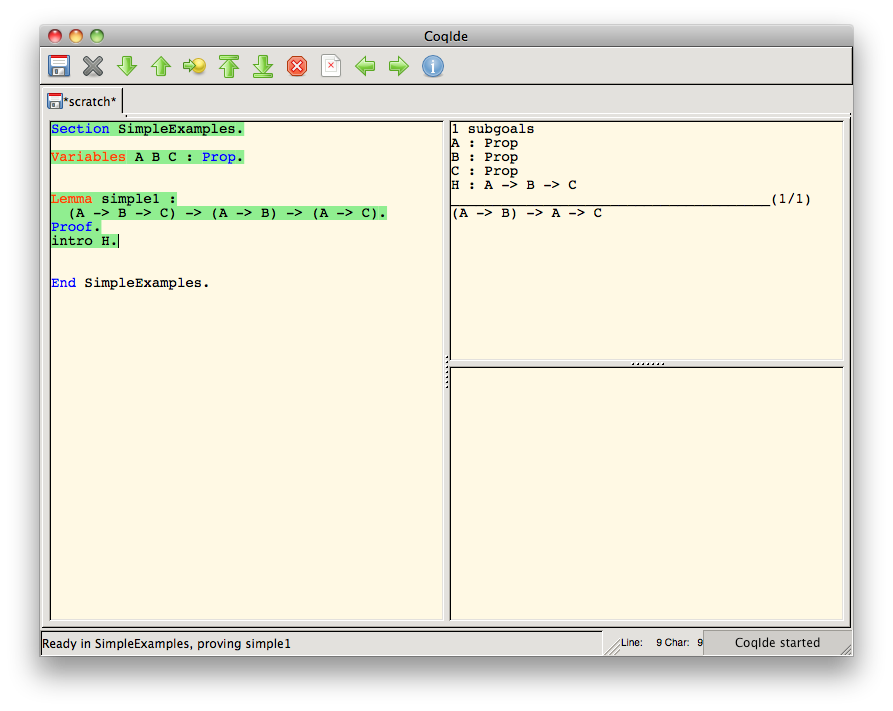 CoqIde
*scratch*
Section SimpleExamples.
Variables A B C : Prop.
Lemma simple1 :
(A -> B -> C) -> (A -> B) -> (A -> C).
Proof.
intro H.
End SimpleExamples.
1 subgoals
A : Prop
B : Prop
C : Prop
H : A -> B -> C
______________________________________(1/1)
(A -> B) -> A -> C
Ready in SimpleExamples, proving simple1
Line: 9 Char: 9
CoqIde started